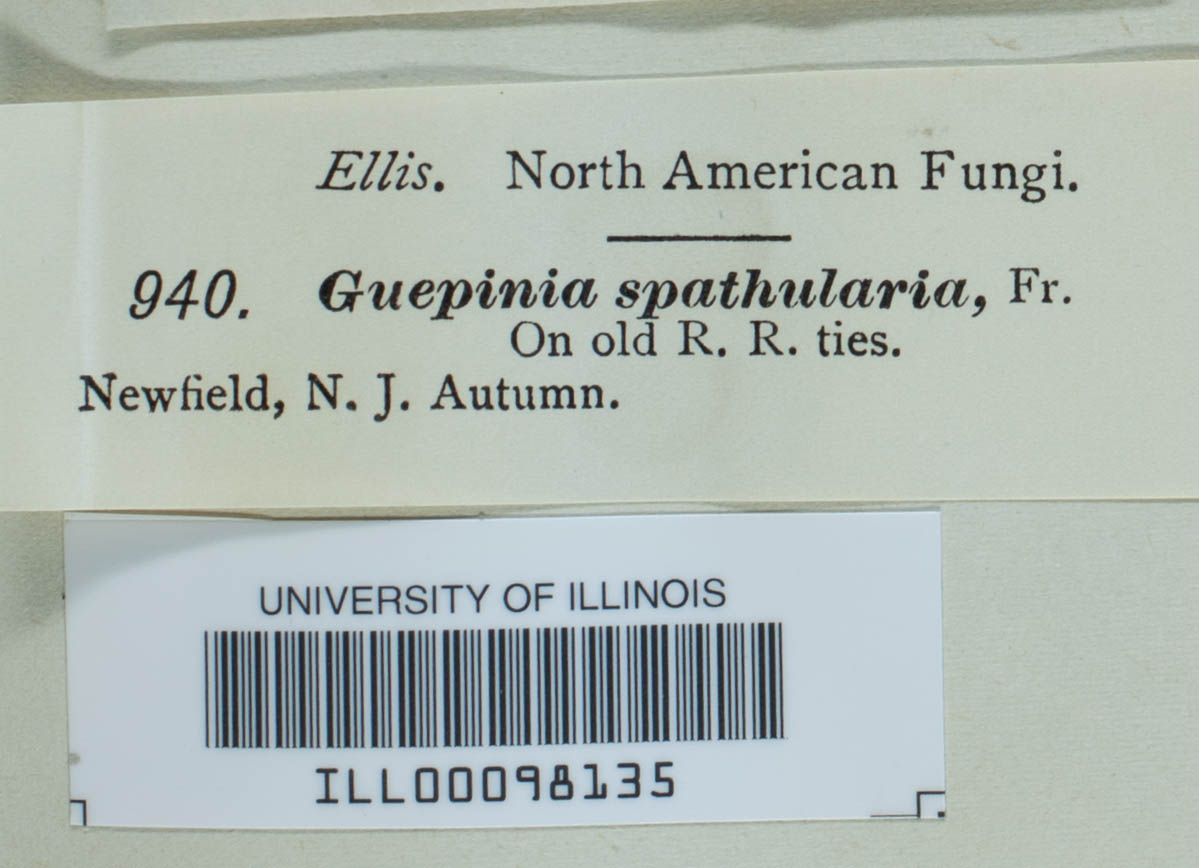 Ellis. North American Fungi.
940. Guepinia spathularia, Fr.
On old R. R. ties.
Newfield, N. J. Autumn.
UNIVERSITY OF ILLINOIS
ILL00098135